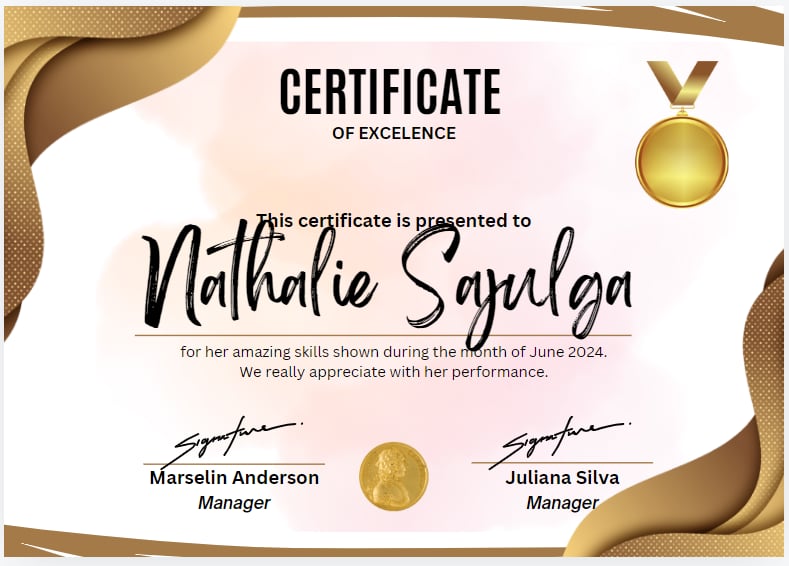 CERTIFICATE
OF EXCELENCE
This certificate is presented to
Nathalie Sajulga
for her amazing skills shown during the month of June 2024.
We really appreciate with her performance.
Signature Signature
Marselin Anderson Juliana Silva
Manager Manager